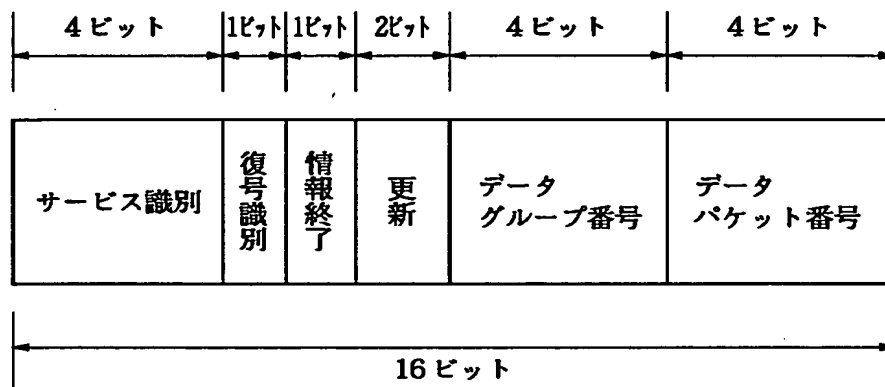 4ビット
1ビット
1ビット
2ビット
4ビット
4ビット
サービス識別
復号識別
情報終了
更新
データ
グループ番号
データ
パケット番号
16ビット